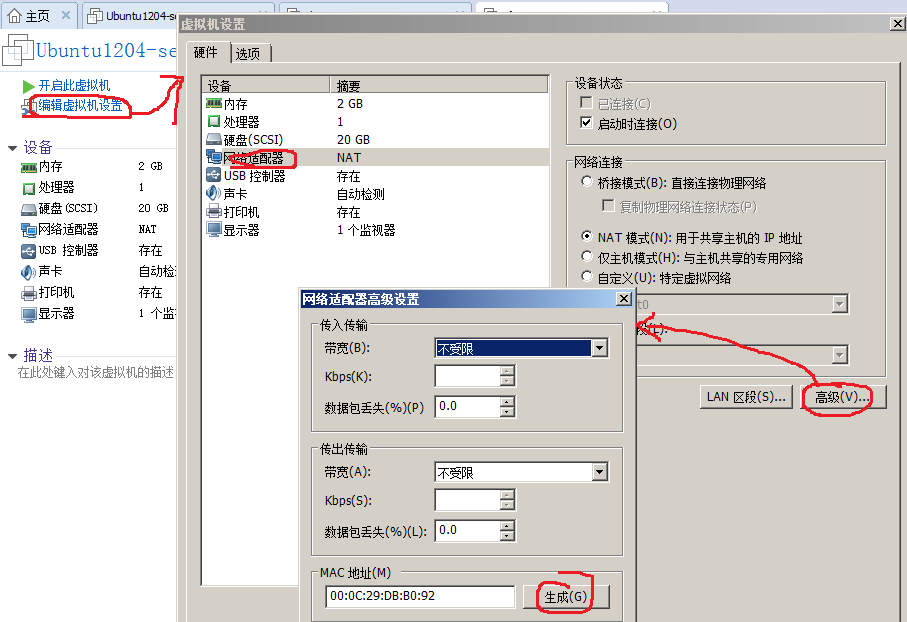 主页
Ubuntu1204-se
虚拟机设置
Ubuntu1204-se
硬件
选项
开启此虚拟机
编辑虚拟机设置
设备
内存 2 GB
处理器 1
硬盘(SCSI) 20 GB
网络适配器 NAT
USB 控制器 存在
声卡 自动检
打印机 存在
显示器 1 个监
描述
在此处键入对该虚拟机的描述
设备 摘要
内存 2 GB
处理器 1
硬盘(SCSI) 20 GB
网络适配器 NAT
USB 控制器 存在
声卡 自动检测
打印机 存在
显示器 1 个监视器
设备状态
已连接(C)
启动时连接(O)
网络连接
桥接模式(B): 直接连接物理网络
复制物理网络连接状态(P)
NAT 模式(N): 用于共享主机的 IP 地址
仅主机模式(H): 与主机共享的专用网络
自定义(U): 特定虚拟网络
t0
段(L):
LAN 区段(S)...
高级(V)...
网络适配器高级设置
传入传输
带宽(B): 不受限
Kbps(K):
数据包丢失(%)(P) 0.0
传出传输
带宽(A): 不受限
Kbps(S):
数据包丢失(%)(L): 0.0
MAC 地址(M)
00:0C:29:DB:B0:92
生成(G)